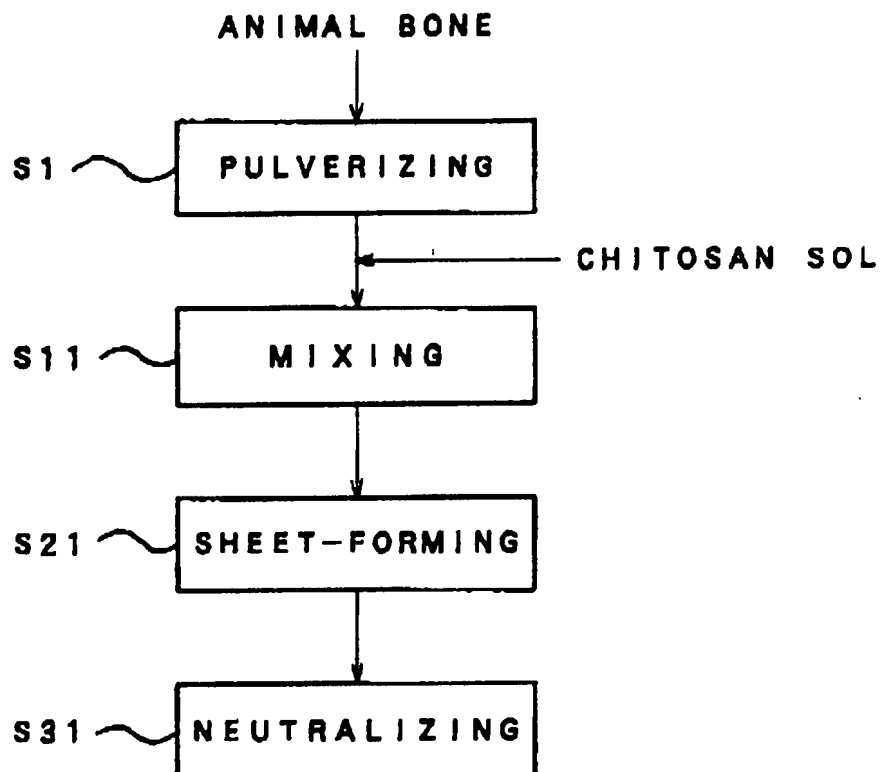 ANIMAL BONE
S1 PULVERIZING
CHITOSAN SOL
S11 MIXING
S21 SHEET-FORMING
S31 NEUTRALIZING